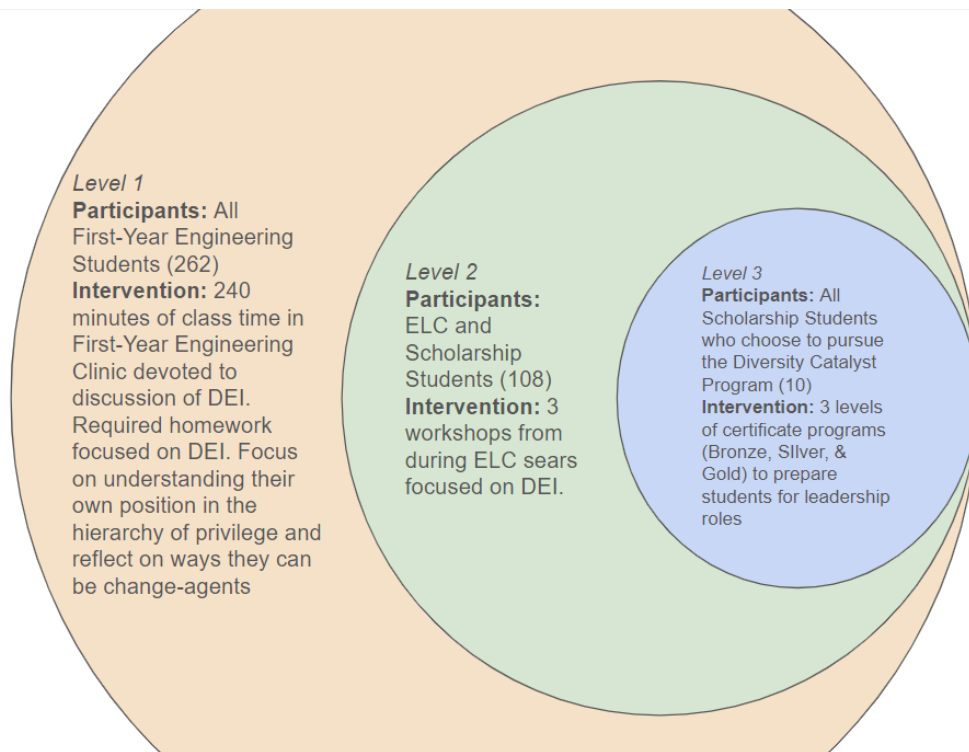 Level 1
Participants: All
First-Year Engineering
Students (262)
Intervention: 240
minutes of class time in
First-Year Engineering
Clinic devoted to
discussion of DEI.
Required homework
focused on DEI. Focus
on understanding their
own position in the
hierarchy of privilege and
reflect on ways they can
be change-agents
Level 2
Participants:
ELC and
Scholarship
Students (108)
Intervention: 3
workshops from
during ELC sears
focused on DEI.
Level 3
Participants: All
Scholarship Students
who choose to pursue
the Diversity Catalyst
Program (10)
Intervention: 3 levels
of certificate programs
(Bronze, SIlver, &
Gold) to prepare
students for leadership
roles